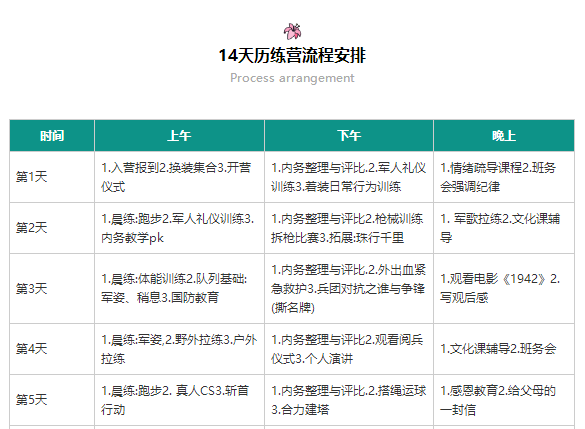 14天历练营流程安排
Process arrangement
时间 上午 下午 晚上
第1天
1.入营报到2.换装集合3.开营
仪式
1.内务整理与评比.2.军人礼仪
训练3.着装日常行为训练
1.情绪疏导课程2.班务
会强调纪律
第2天
1.晨练:跑步2.军人礼仪训练3.
内务教学pk
1.内务整理与评比2.枪械训练
拆枪比赛3.拓展:珠行千里
1. 军歌拉练2.文化课辅
导
第3天
1.晨练:体能训练2.队列基础:
军姿、稍息3.国防教育
1.内务整理与评比.2.外出血紧
急救护3.兵团对抗之谁与争锋
(撕名牌)
1.观看电影《1942》2.
写观后感
第4天
1.晨练:军姿,2.野外拉练3.户外
拉练
1.内务整理与评比2.观看阅兵
仪式3.个人演讲
1.文化课辅导2.班务会
第5天
1.晨练:跑步2. 真人CS3.斩首
行动
1.内务整理与评比.2.搭绳运球
3.合力建塔
1.感恩教育2.给父母的
一封信